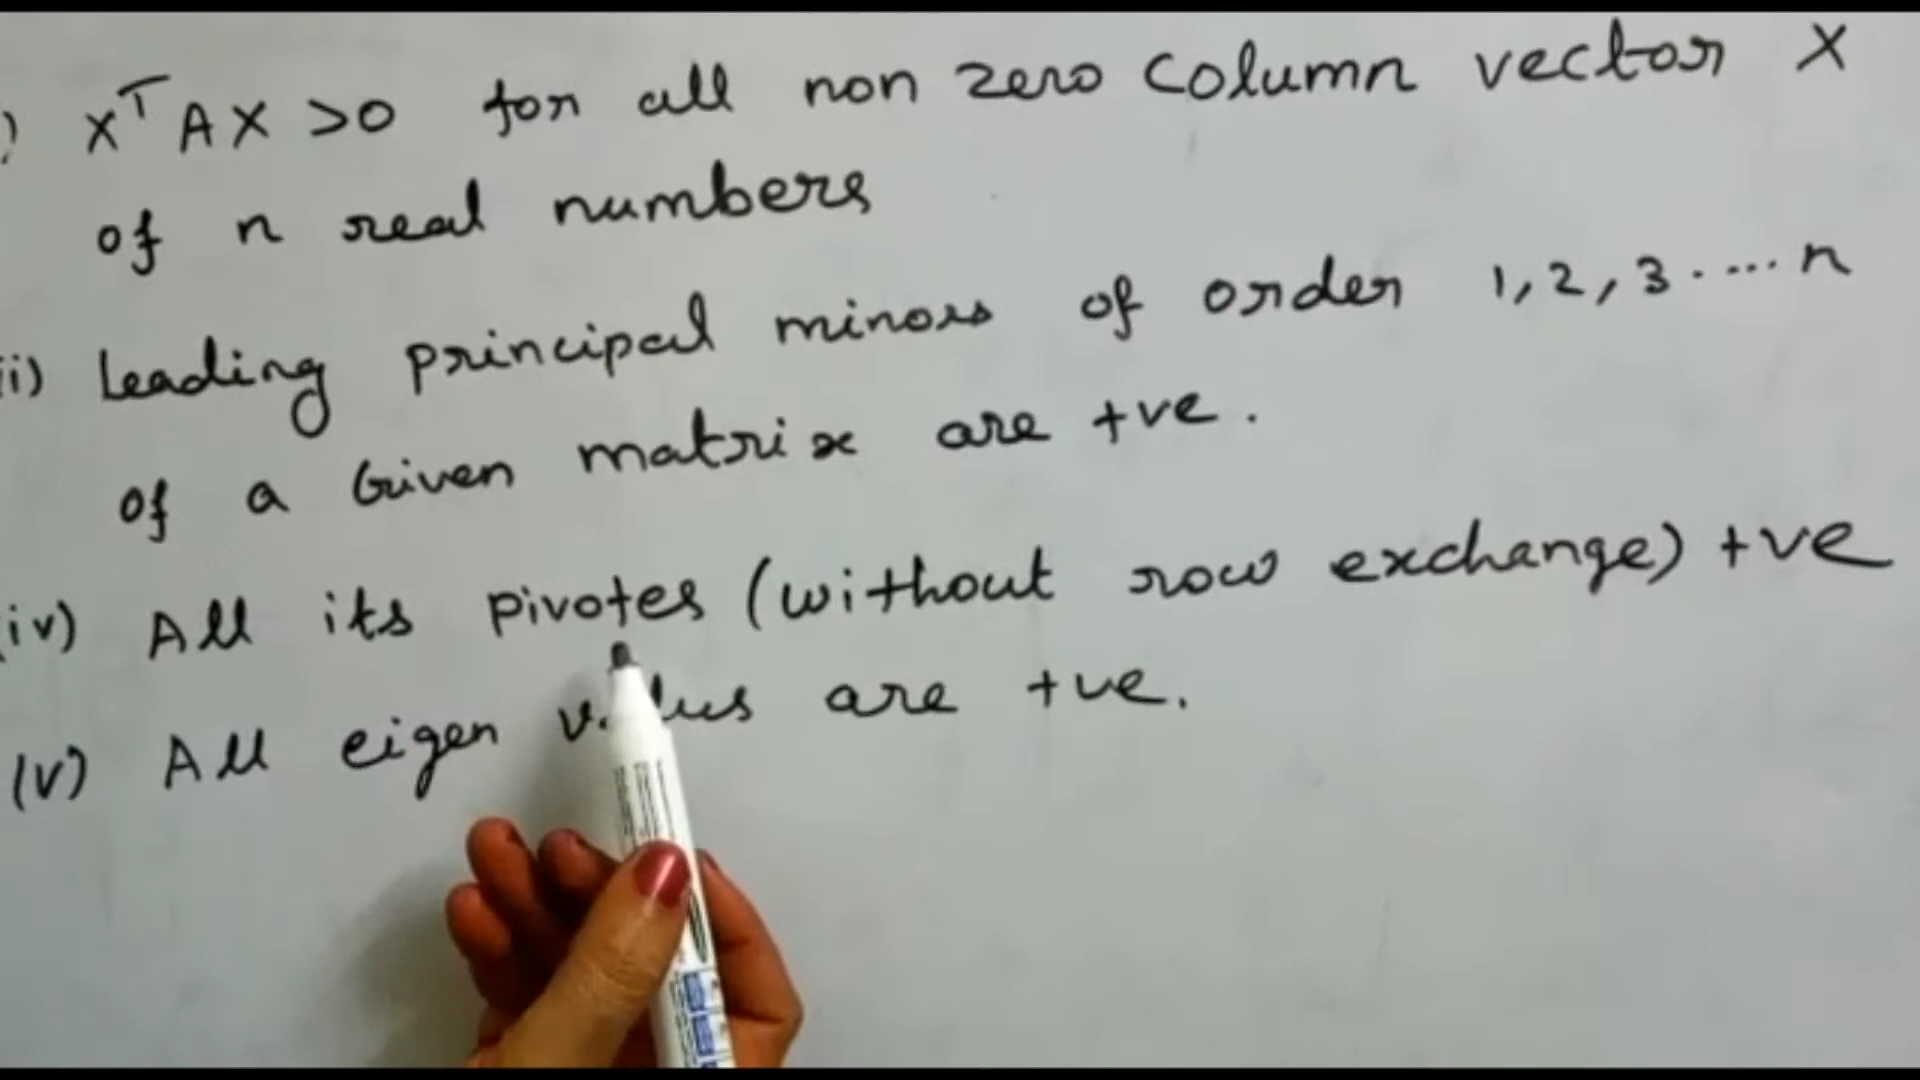 ) X^T A X >0 for all non zero column vector X
of n real numbers
ii) Leading principal minors of order 1,2,3.....n
of a Given matrix are +ve.
(iv) All its pivotes (without row exchange) +ve
(v) All eigen are +ve.